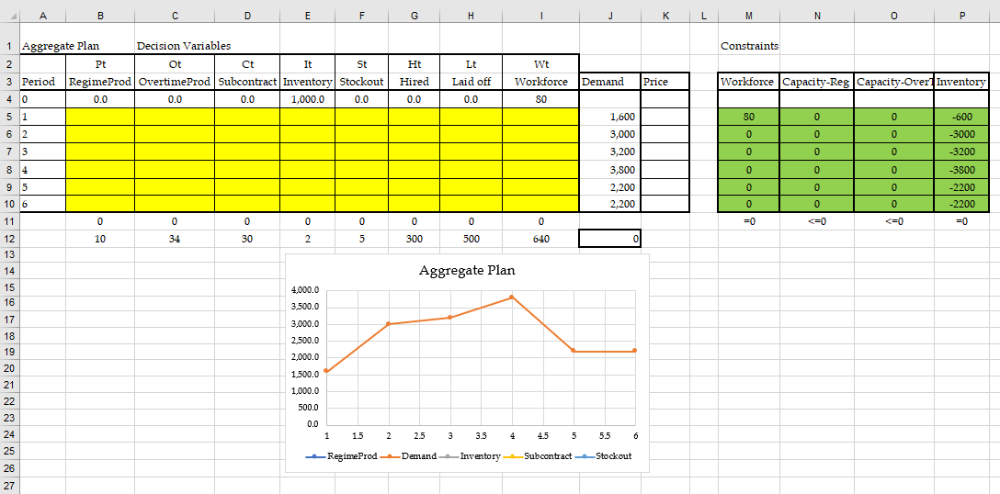 A B C D E F G H I J K L M N O P
1 Aggregate Plan Decision Variables Constraints
2 Pt Ot Ct It St Ht Lt Wt
3 Period RegimeProd OvertimeProd Subcontract Inventory Stockout Hired Laid off Workforce Demand Price Workforce Capacity-Reg Capacity-OverT Inventory
4 0 0.0 0.0 0.0 1,000.0 0.0 0.0 0.0 80
5 1 1,600 80 0 0 -600
6 2 3,000 0 0 0 -3000
7 3 3,200 0 0 0 -3200
8 4 3,800 0 0 0 -3800
9 5 2,200 0 0 0 -2200
10 6 2,200 0 0 0 -2200
11 0 0 0 0 0 0 0 0 =0 <=0 <=0 =0
12 10 34 30 2 5 300 500 640 0
13
14 Aggregate Plan
15 4,000.0
16 3,500.0
17 3,000.0
18 2,500.0
19 2,000.0
20 1,500.0
21 1,000.0
22 500.0
23 0.0
24 1 1.5 2 2.5 3 3.5 4 4.5 5 5.5 6
25 RegimeProd Demand Inventory Subcontract Stockout
26
27